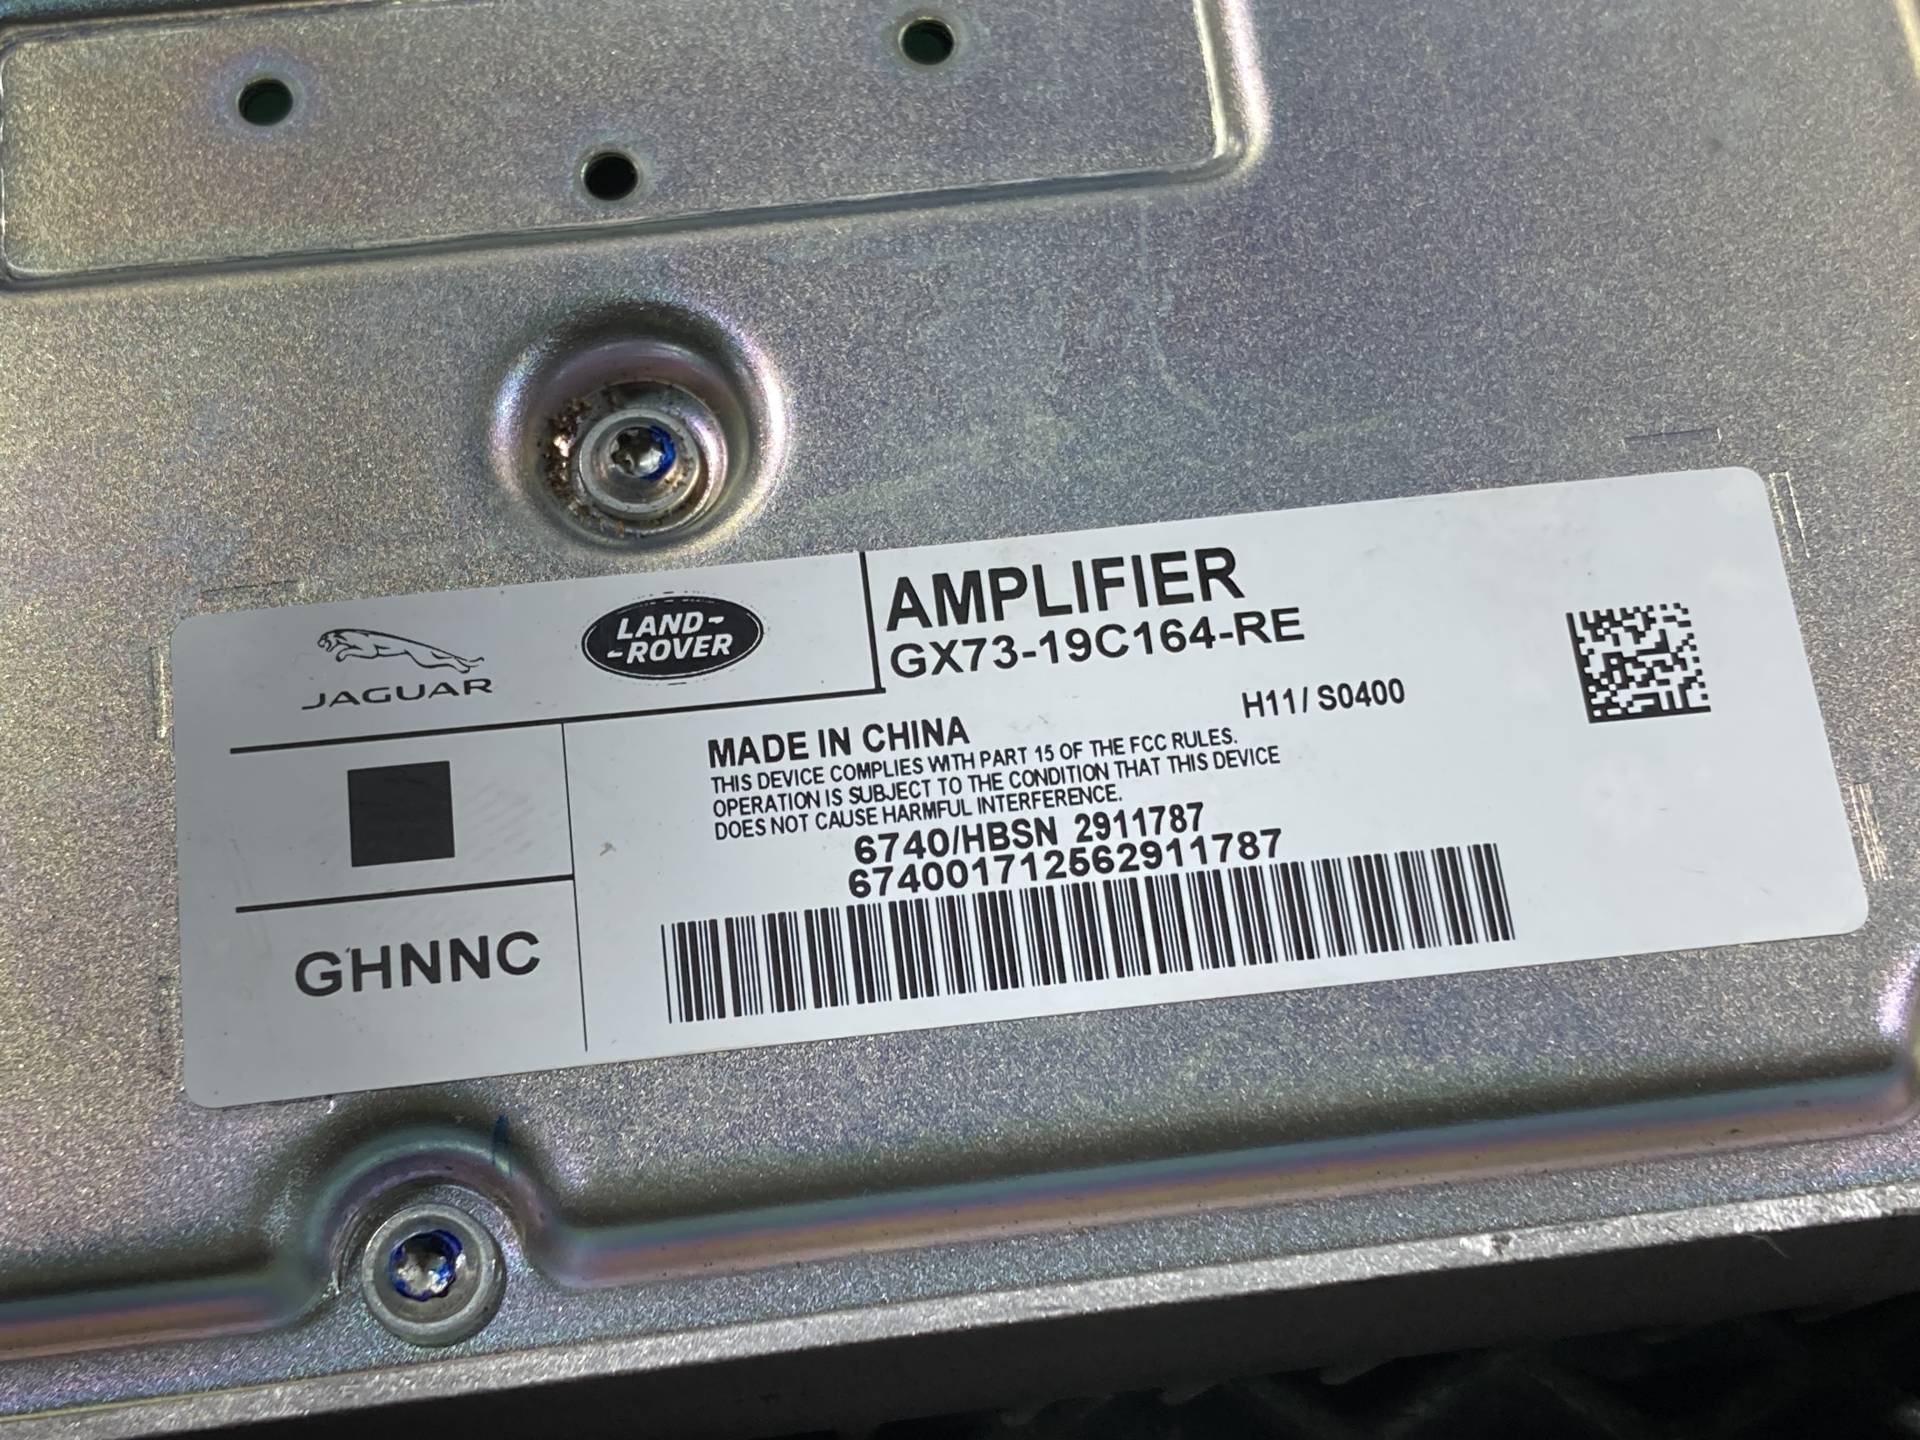 JAGUAR
LAND-
-ROVER
AMPLIFIER
GX73-19C164-RE
H11/ S0400
MADE IN CHINA
THIS DEVICE COMPLIES WITH PART 15 OF THE FCC RULES.
OPERATION IS SUBJECT TO THE CONDITION THAT THIS DEVICE
DOES NOT CAUSE HARMFUL INTERFERENCE.
6740/HBSN 2911787
674001712562911787
GHNNC